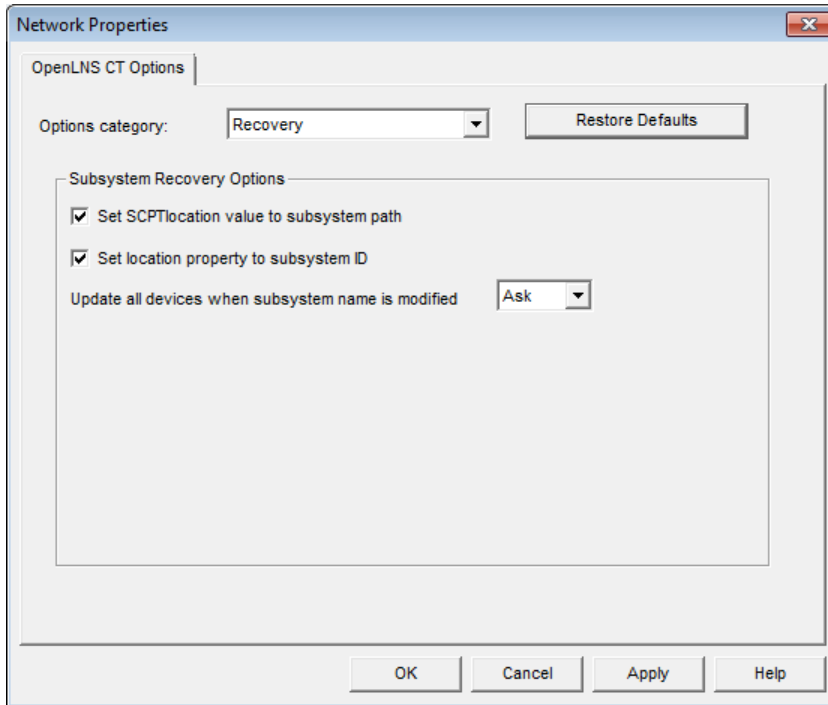 Network Properties
OpenLNS CT Options
Options category: Recovery Restore Defaults
Subsystem Recovery Options
Set SCPTlocation value to subsystem path
Set location property to subsystem ID
Update all devices when subsystem name is modified Ask
OK Cancel Apply Help